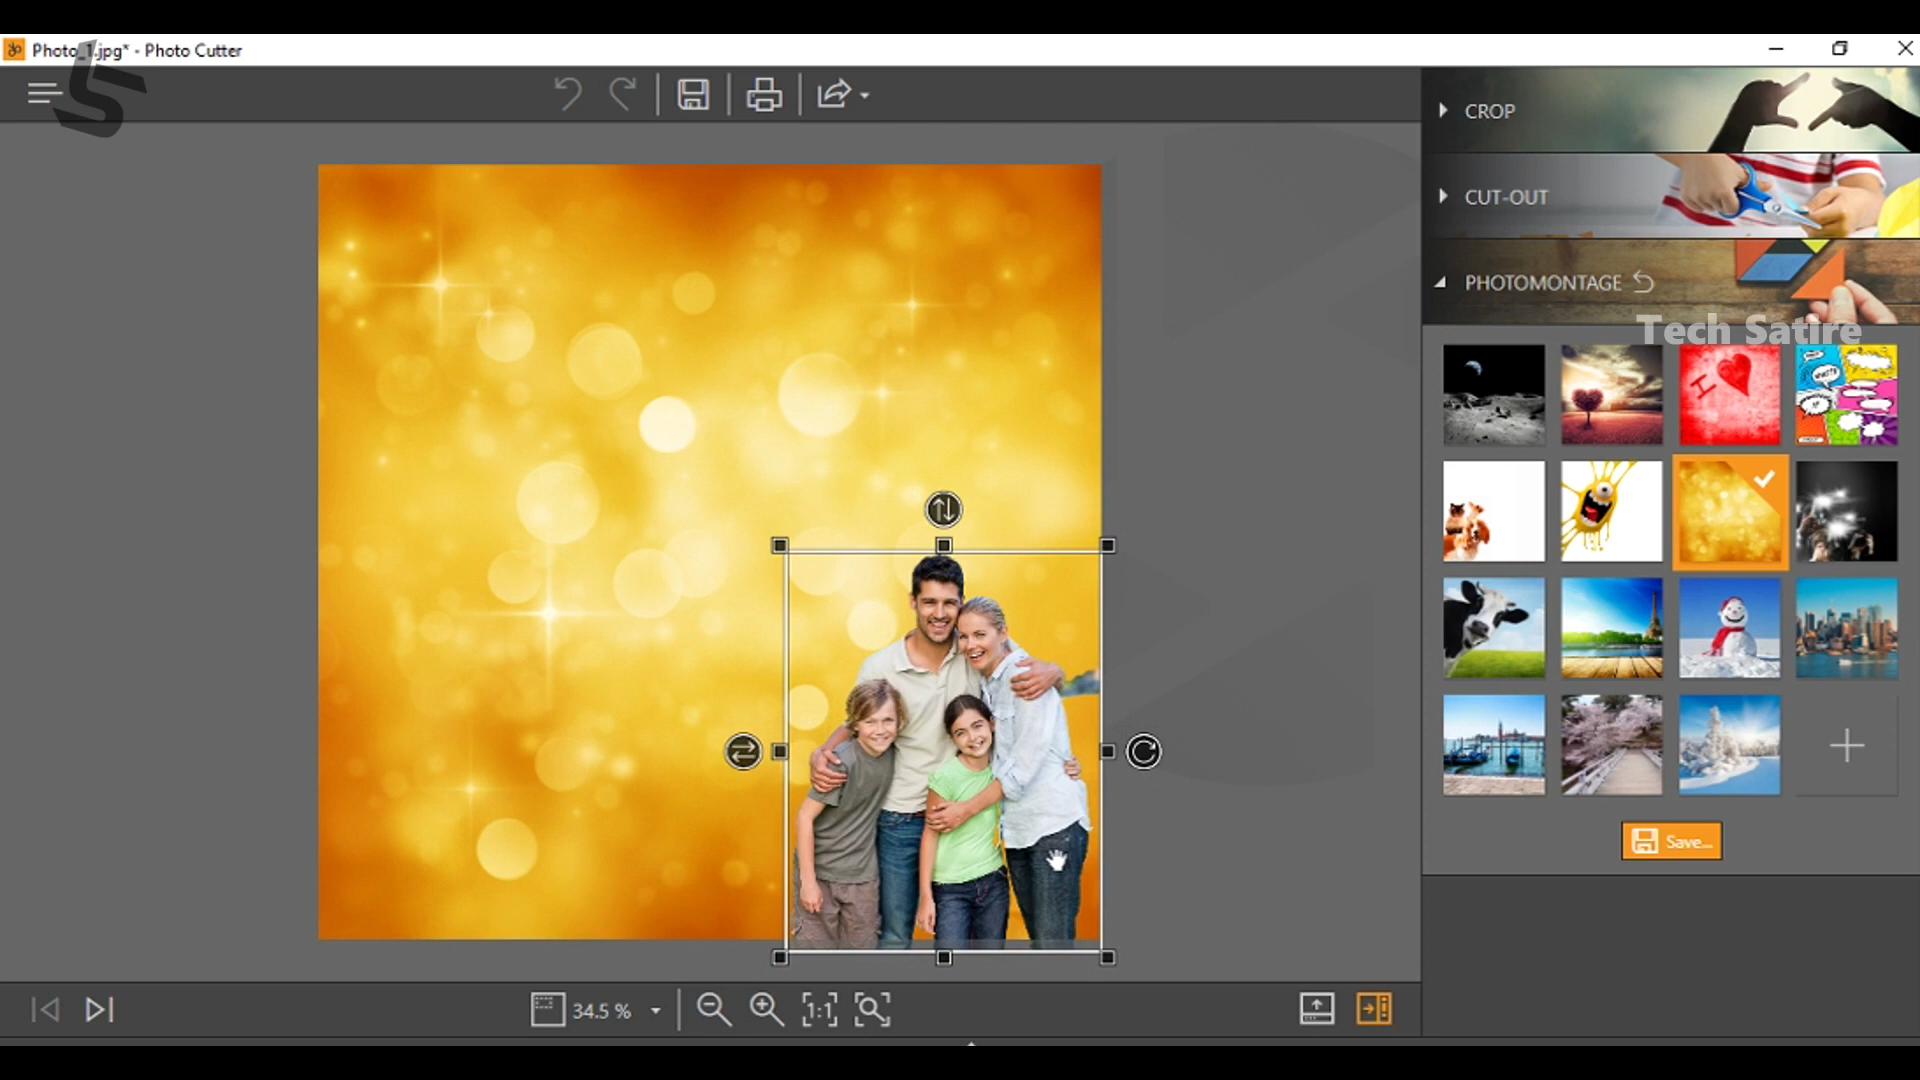 Photo_1.jpg* - Photo Cutter
CROP
CUT-OUT
PHOTOMONTAGE
Tech Satire
I
34.5 %
1:1
Save...